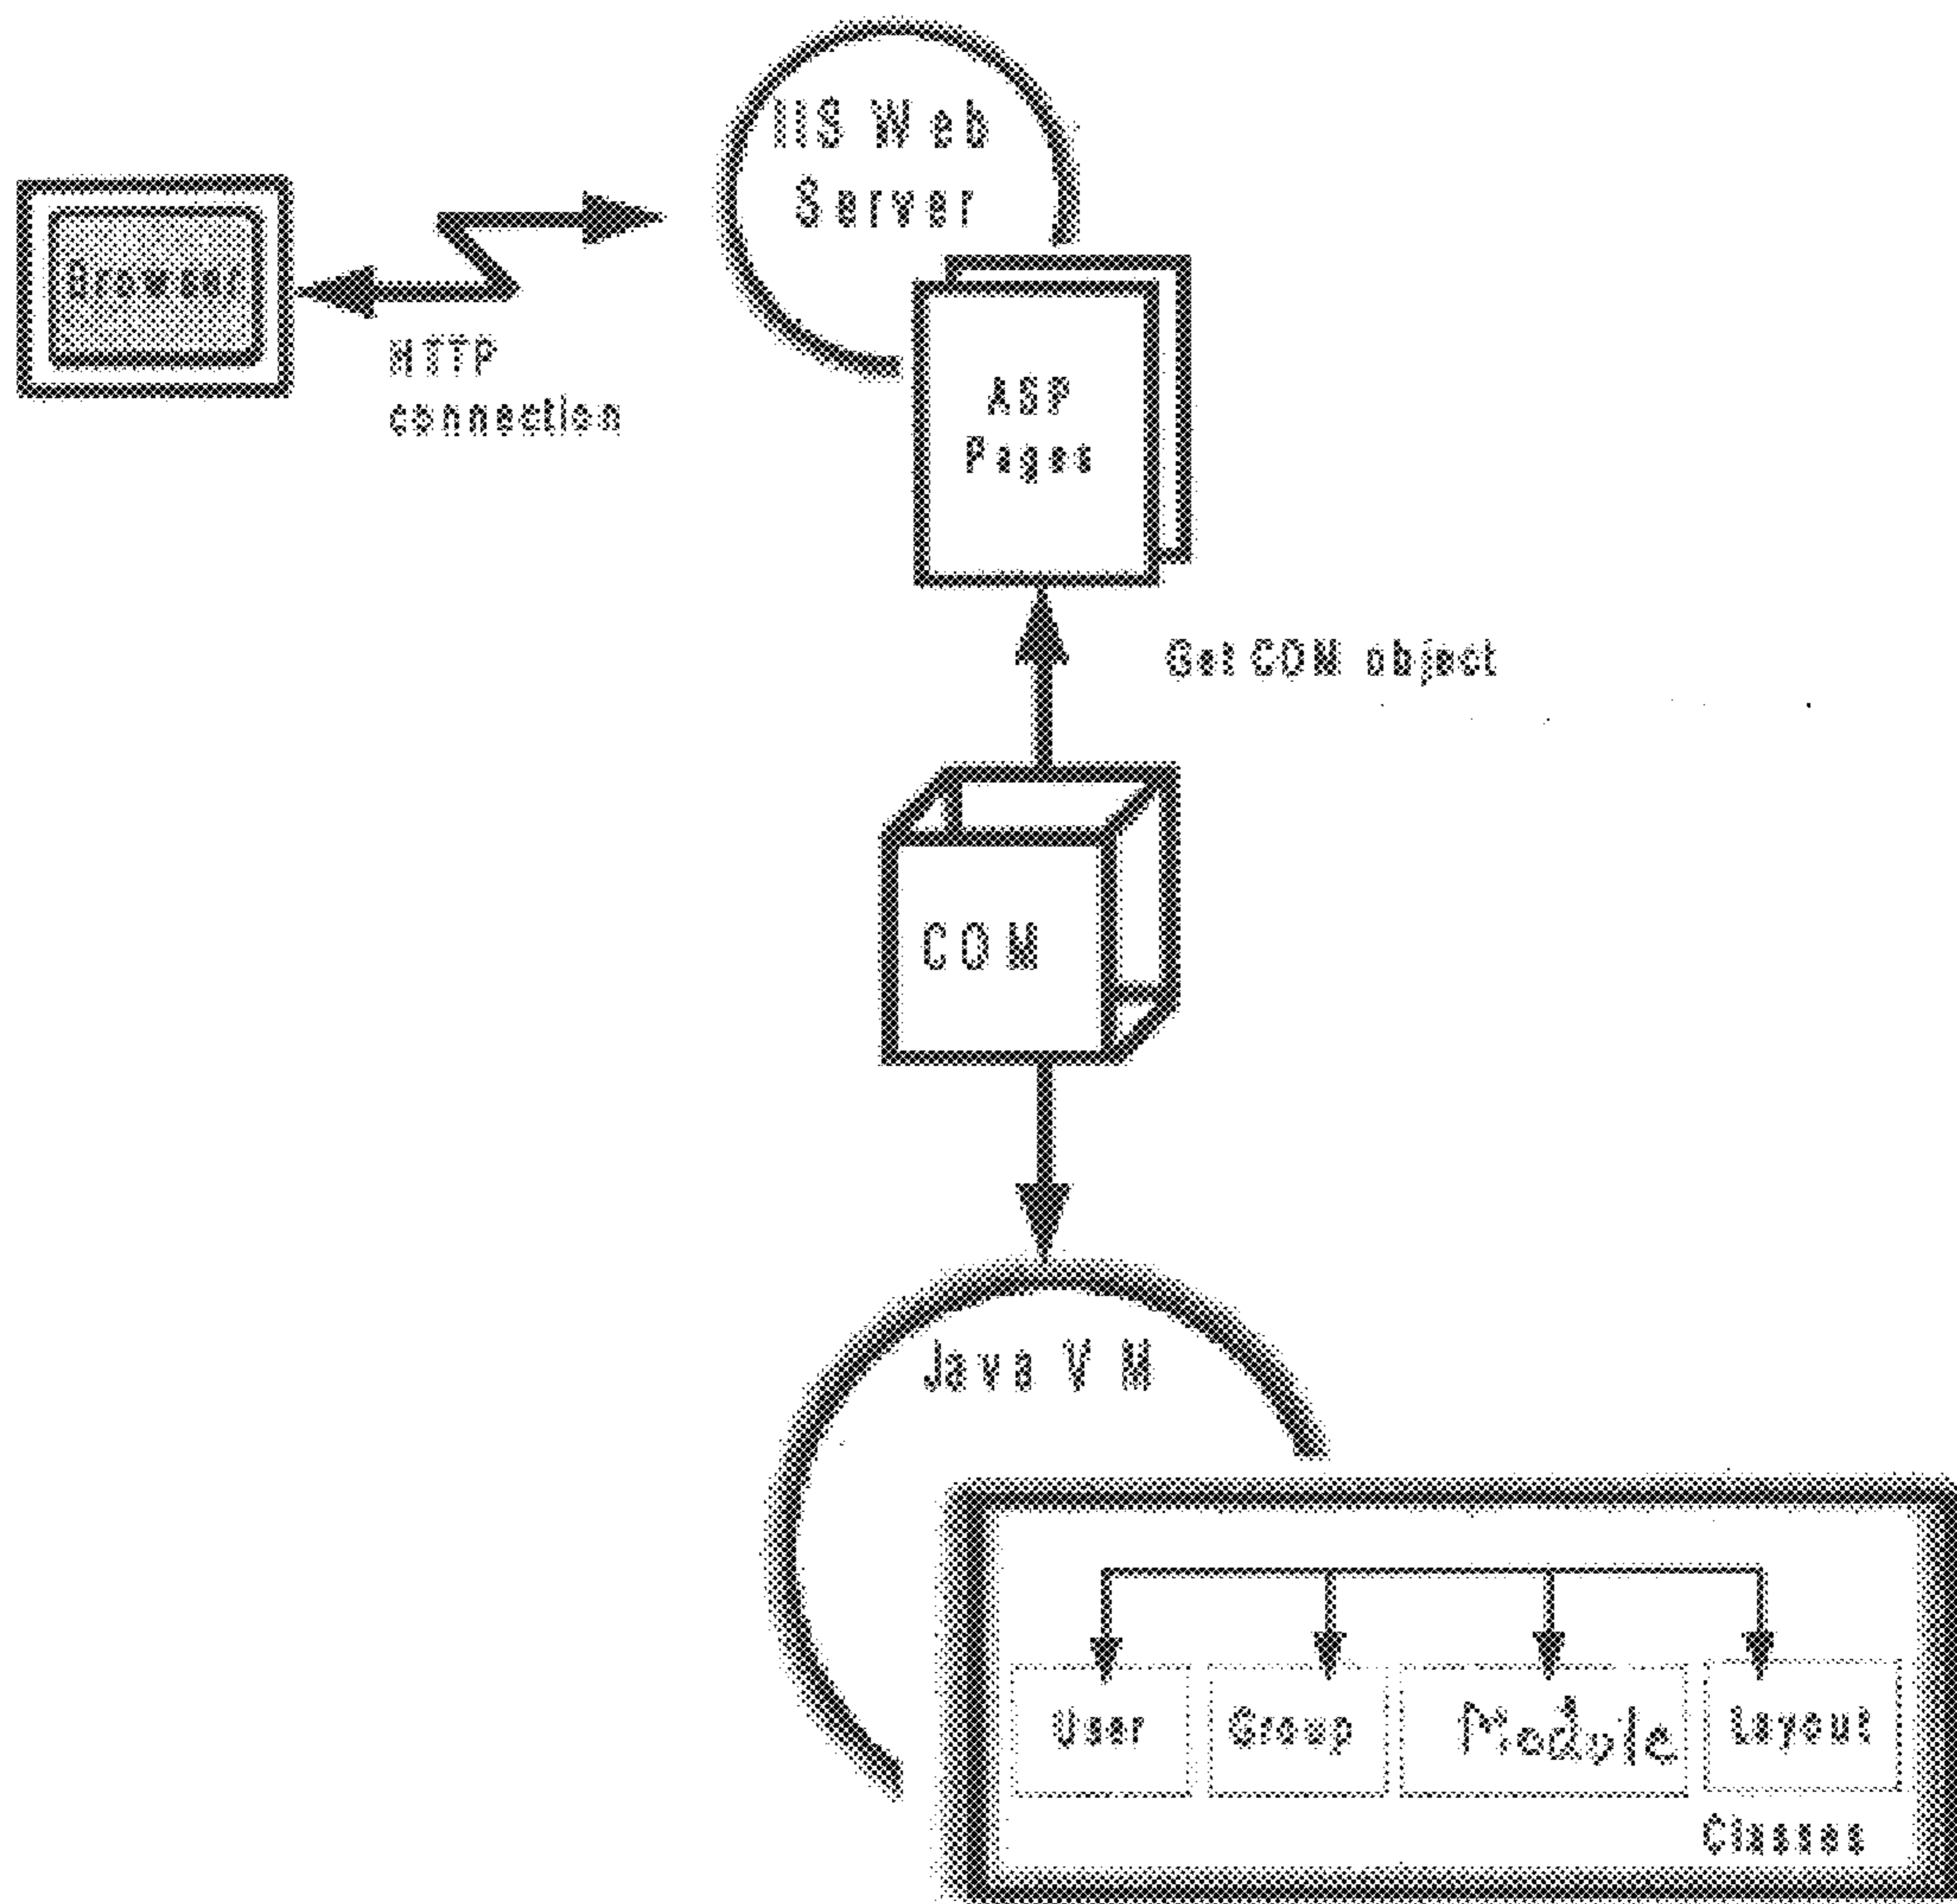 IIS Web
Server
Browser
HTTP
connection
ASP
Pages
Get COM object
COM
Java VM
User
Group
Module
Layout
Classes